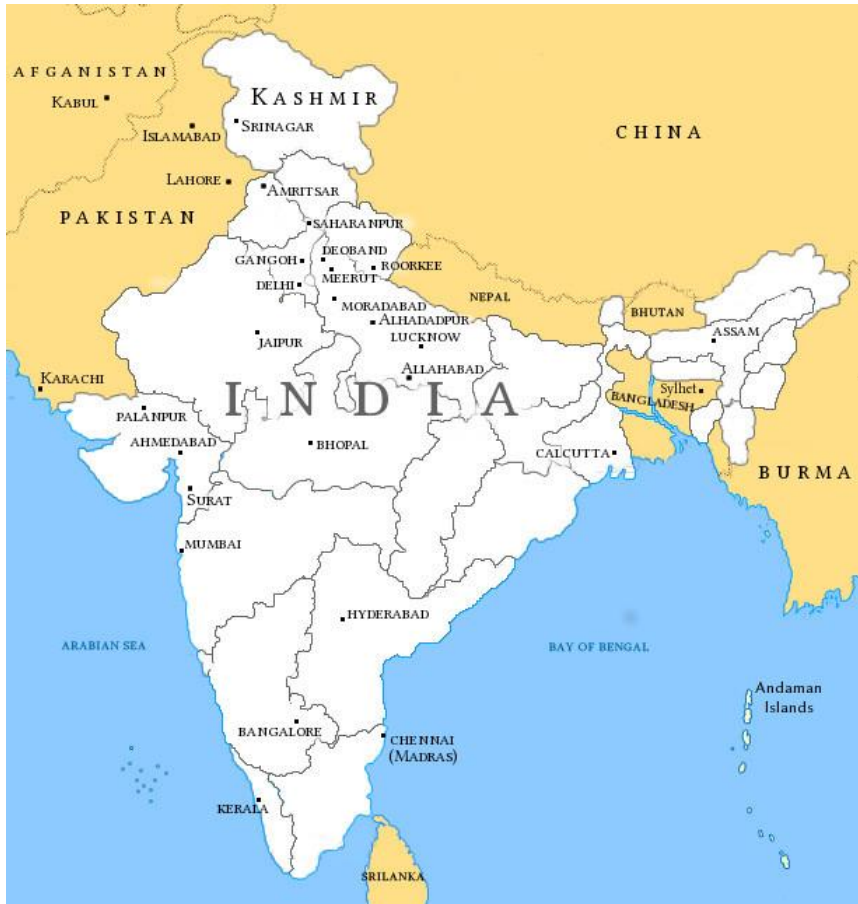 AFGANISTAN
KABUL
KASHMIR
SRINAGAR
ISLAMABAD
CHINA
LAHORE
AMRITSAR
PAKISTAN
SAHARANPUR
DEOBAND
GANGOH
ROORKEE
MEERUT
DELHI
NEPAL
MORADABAD
BHUTAN
ALHADADPUR
ASSAM
LUCKNOW
JAIPUR
ALLAHABAD
KARACHI
Sylhet
INDIA
BANGLADESH
PALANPUR
AHMEDABAD
BHOPAL
CALCUTTA
BURMA
SURAT
MUMBAI
HYDERABAD
ARABIAN SEA
BAY OF BENGAL
Andaman
Islands
BANGALORE
CHENNAI
(MADRAS)
KERALA
SRILANKA